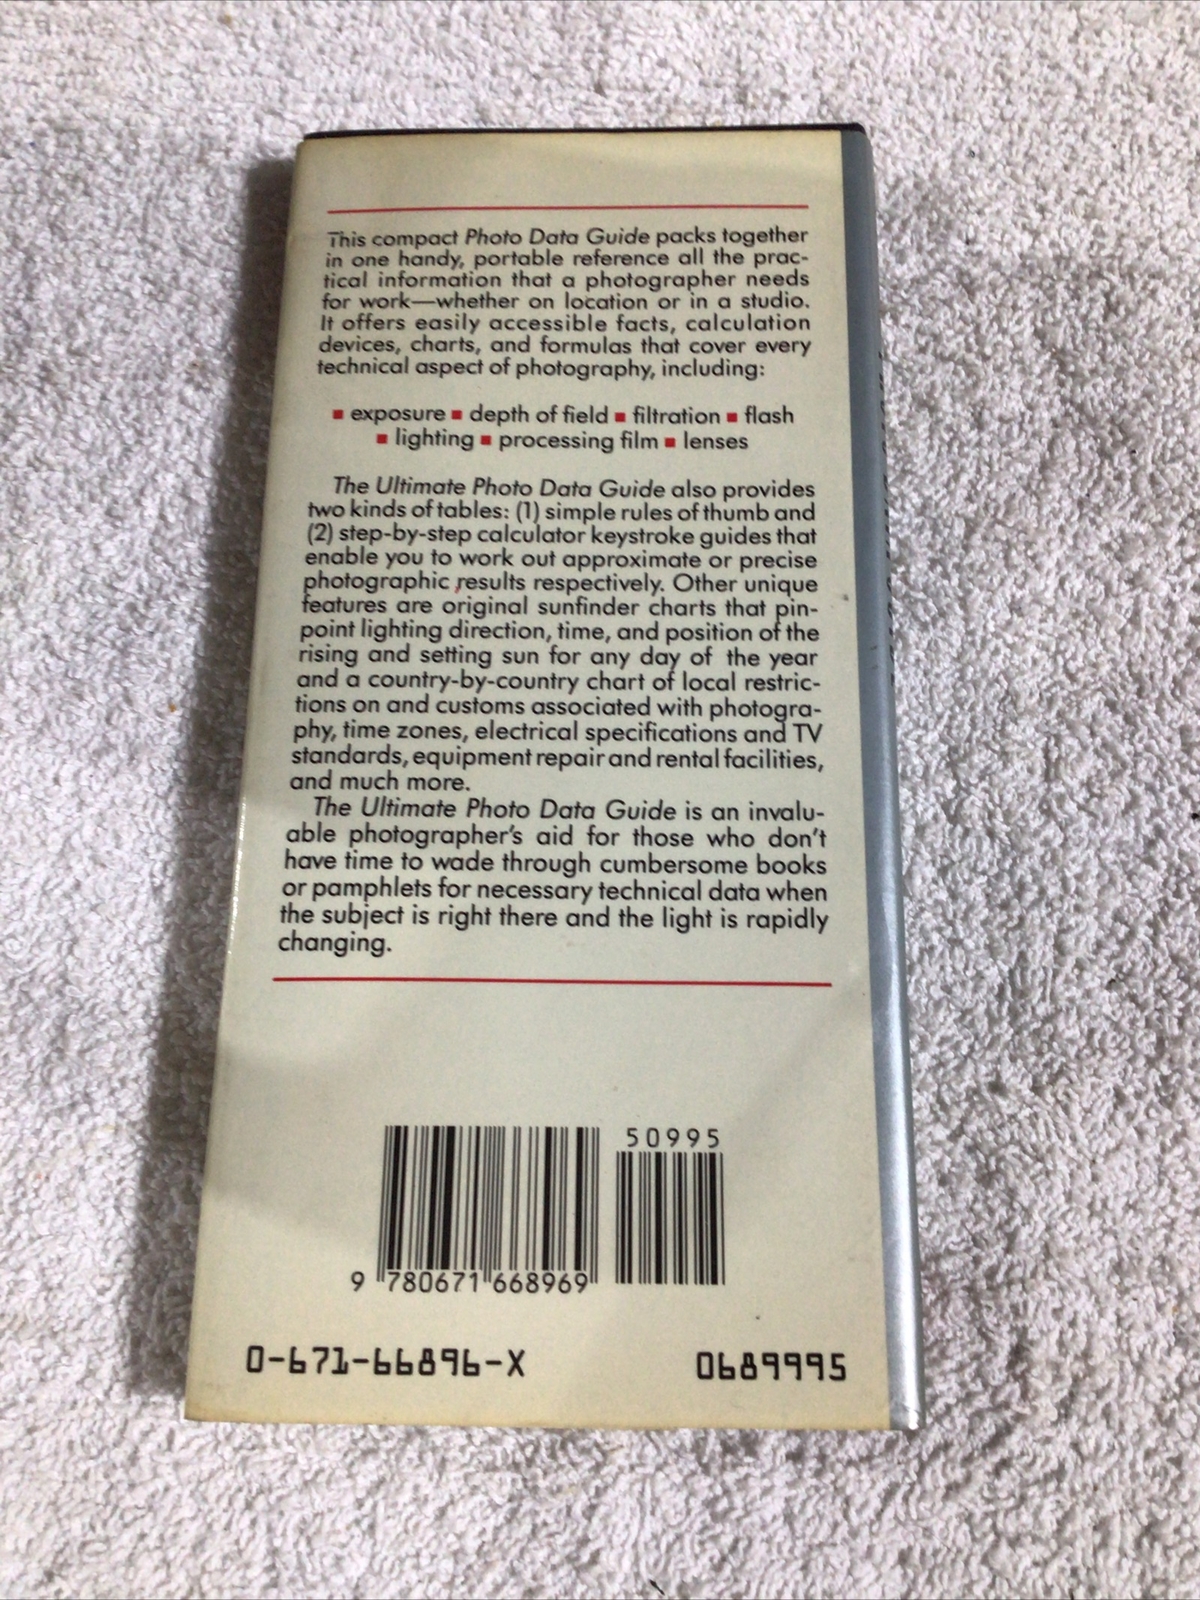 This compact Photo Data Guide packs together
in one handy, portable reference all the prac-
tical information that a photographer needs
for work—whether on location or in a studio.
It offers easily accessible facts, calculation
devices, charts, and formulas that cover every
technical aspect of photography, including:
■ exposure ■ depth of field ■ filtration ■ flash
■ lighting ■ processing film ■ lenses
The Ultimate Photo Data Guide also provides
two kinds of tables: (1) simple rules of thumb and
(2) step-by-step calculator keystroke guides that
enable you to work out approximate or precise
photographic results respectively. Other unique
features are original sunfinder charts that pin-
point lighting direction, time, and position of the
rising and setting sun for any day of the year
and a country-by-country chart of local restric-
tions on and customs associated with photogra-
phy, time zones, electrical specifications and TV
standards, equipment repair and rental facilities,
and much more.
The Ultimate Photo Data Guide is an invalu-
able photographer's aid for those who don't
have time to wade through cumbersome books
or pamphlets for necessary technical data when
the subject is right there and the light is rapidly
changing.
50995
9 780671 668969
0-671-66896-X
0689995